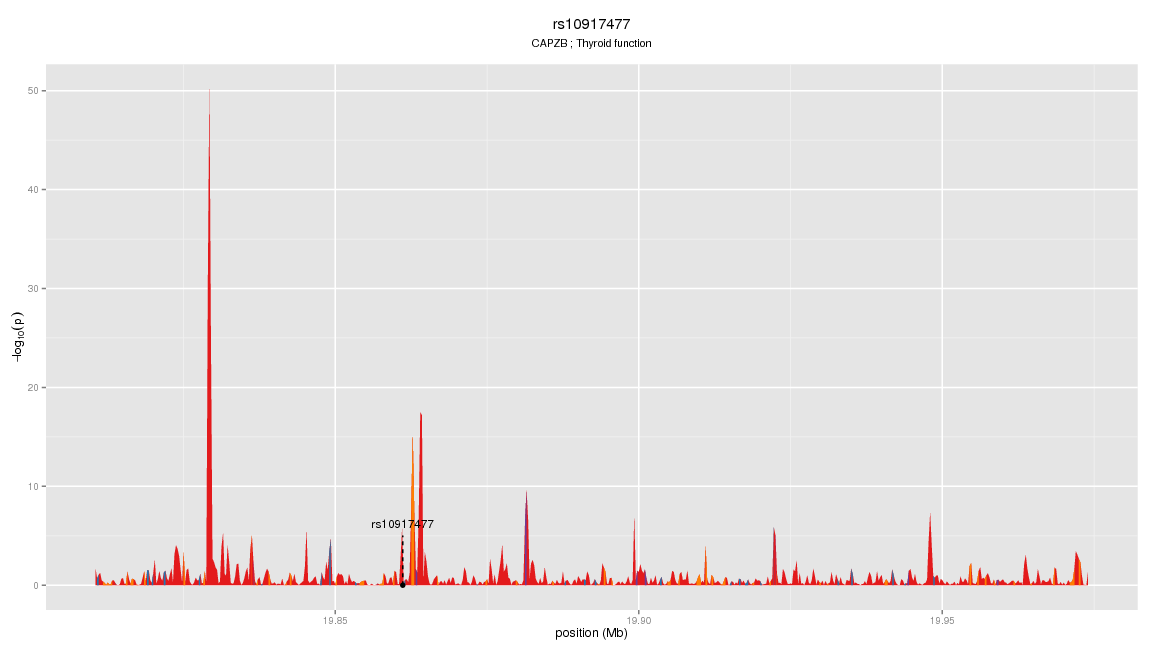 rs10917477
CAPZB ; Thyroid function
50
40
30
20
10
0
−log10(p)
rs10917477
19.85
19.90
19.95
position (Mb)